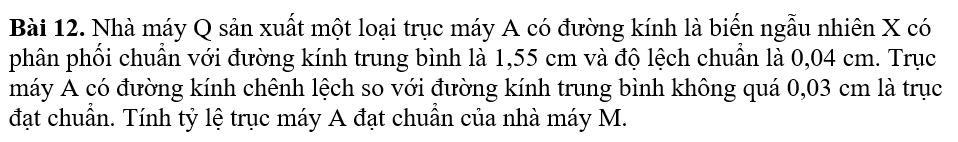 Bài 12. Nhà máy Q sản xuất một loại trục máy A có đường kính là biến ngẫu nhiên X có
phân phối chuẩn với đường kính trung bình là 1,55 cm và độ lệch chuẩn là 0,04 cm. Trục
máy A có đường kính chênh lệch so với đường kính trung bình không quá 0,03 cm là trục
đạt chuẩn. Tính tỷ lệ trục máy A đạt chuẩn của nhà máy M.